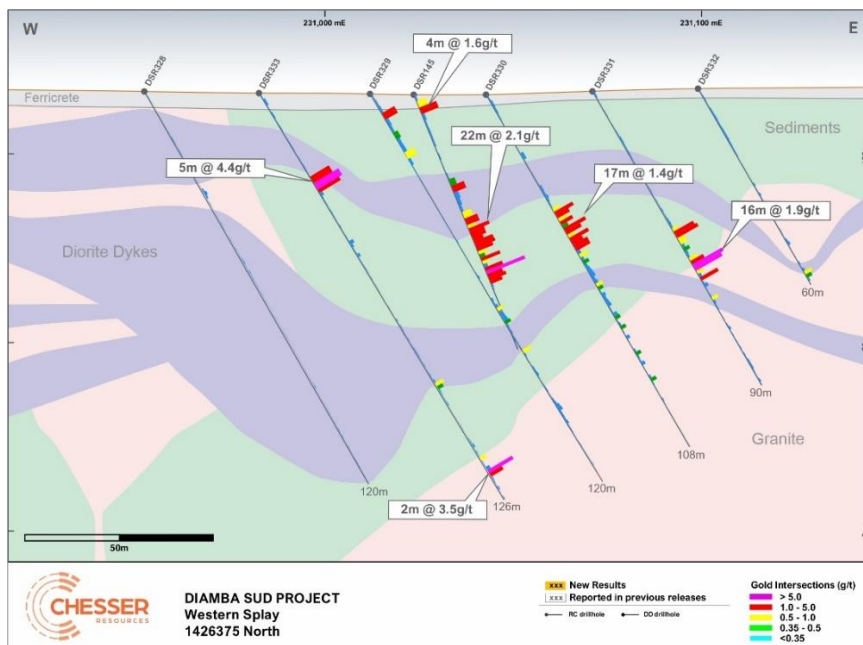 W
231,000 mE
231,100 mE
E
4m @ 1.6g/t
DSR328
DSR333
DSR329
DSR145
DSR330
DSR331
DSR332
Ferricrete
Sediments
22m @ 2.1g/t
5m @ 4.4g/t
17m @ 1.4g/t
16m @ 1.9g/t
Diorite Dykes
60m
90m
Granite
108m
120m
120m
126m
2m @ 3.5g/t
50m
CHESSER
RESOURCES
DIAMBA SUD PROJECT
Western Splay
1426375 North
xxx New Results
xxx Reported in previous releases
RC drillhole DD drillhole
Gold Intersections (g/t)
> 5.0
1.0 - 5.0
0.5 - 1.0
0.35 - 0.5
<0.35